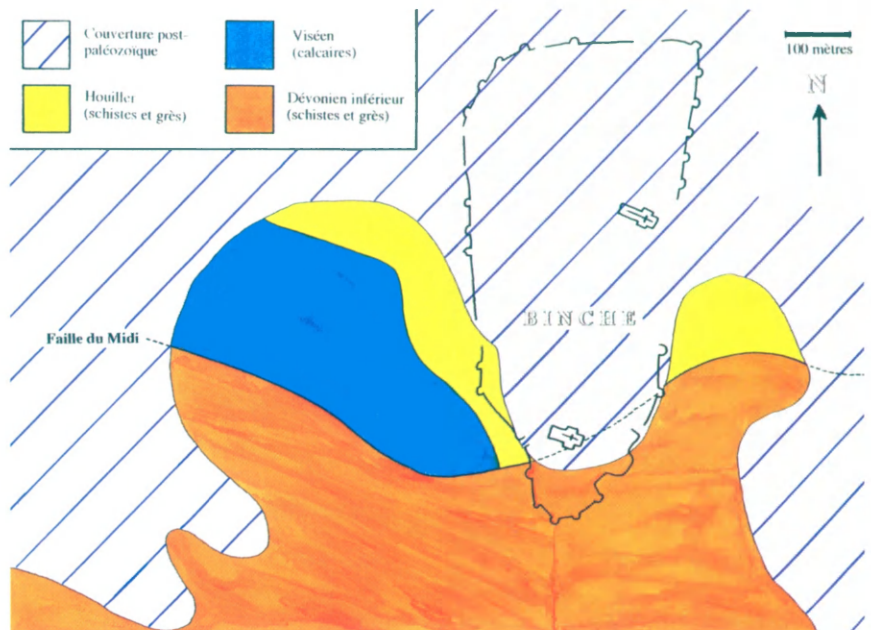 Couverture post-
paléozoïque
Viséen
(calcaires)
Houiller
(schistes et grès)
Dévonien inférieur
(schistes et grès)
100 mètres
N
BINCHE
Faille du Midi